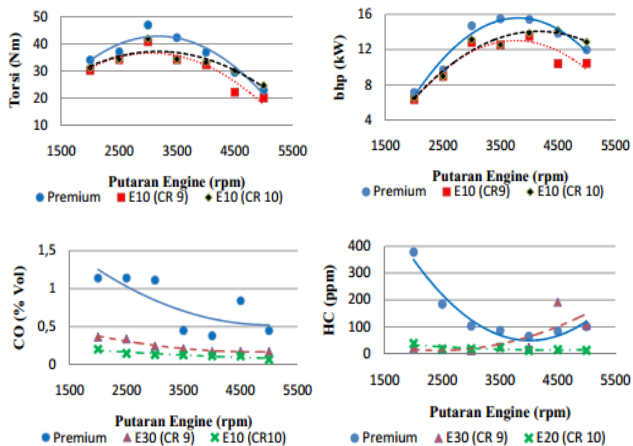 Torsi (Nm)
50
40
30
20
10
1500 2500 3500 4500 5500
Putaran Engine (rpm)
Premium E10 (CR 9) E10 (CR 10)
bhp (kW)
16
12
8
4
1500 2500 3500 4500 5500
Putaran Engine (rpm)
Premium E10 (CR9) E10 (CR 10)
CO (% Vol)
1,5
1
0,5
0
1500 2500 3500 4500 5500
Putaran Engine (rpm)
Premium E30 (CR 9) E10 (CR10)
HC (ppm)
400
300
200
100
0
1500 2500 3500 4500 5500
Putaran Engine (rpm)
Premium E30 (CR 9) E20 (CR 10)